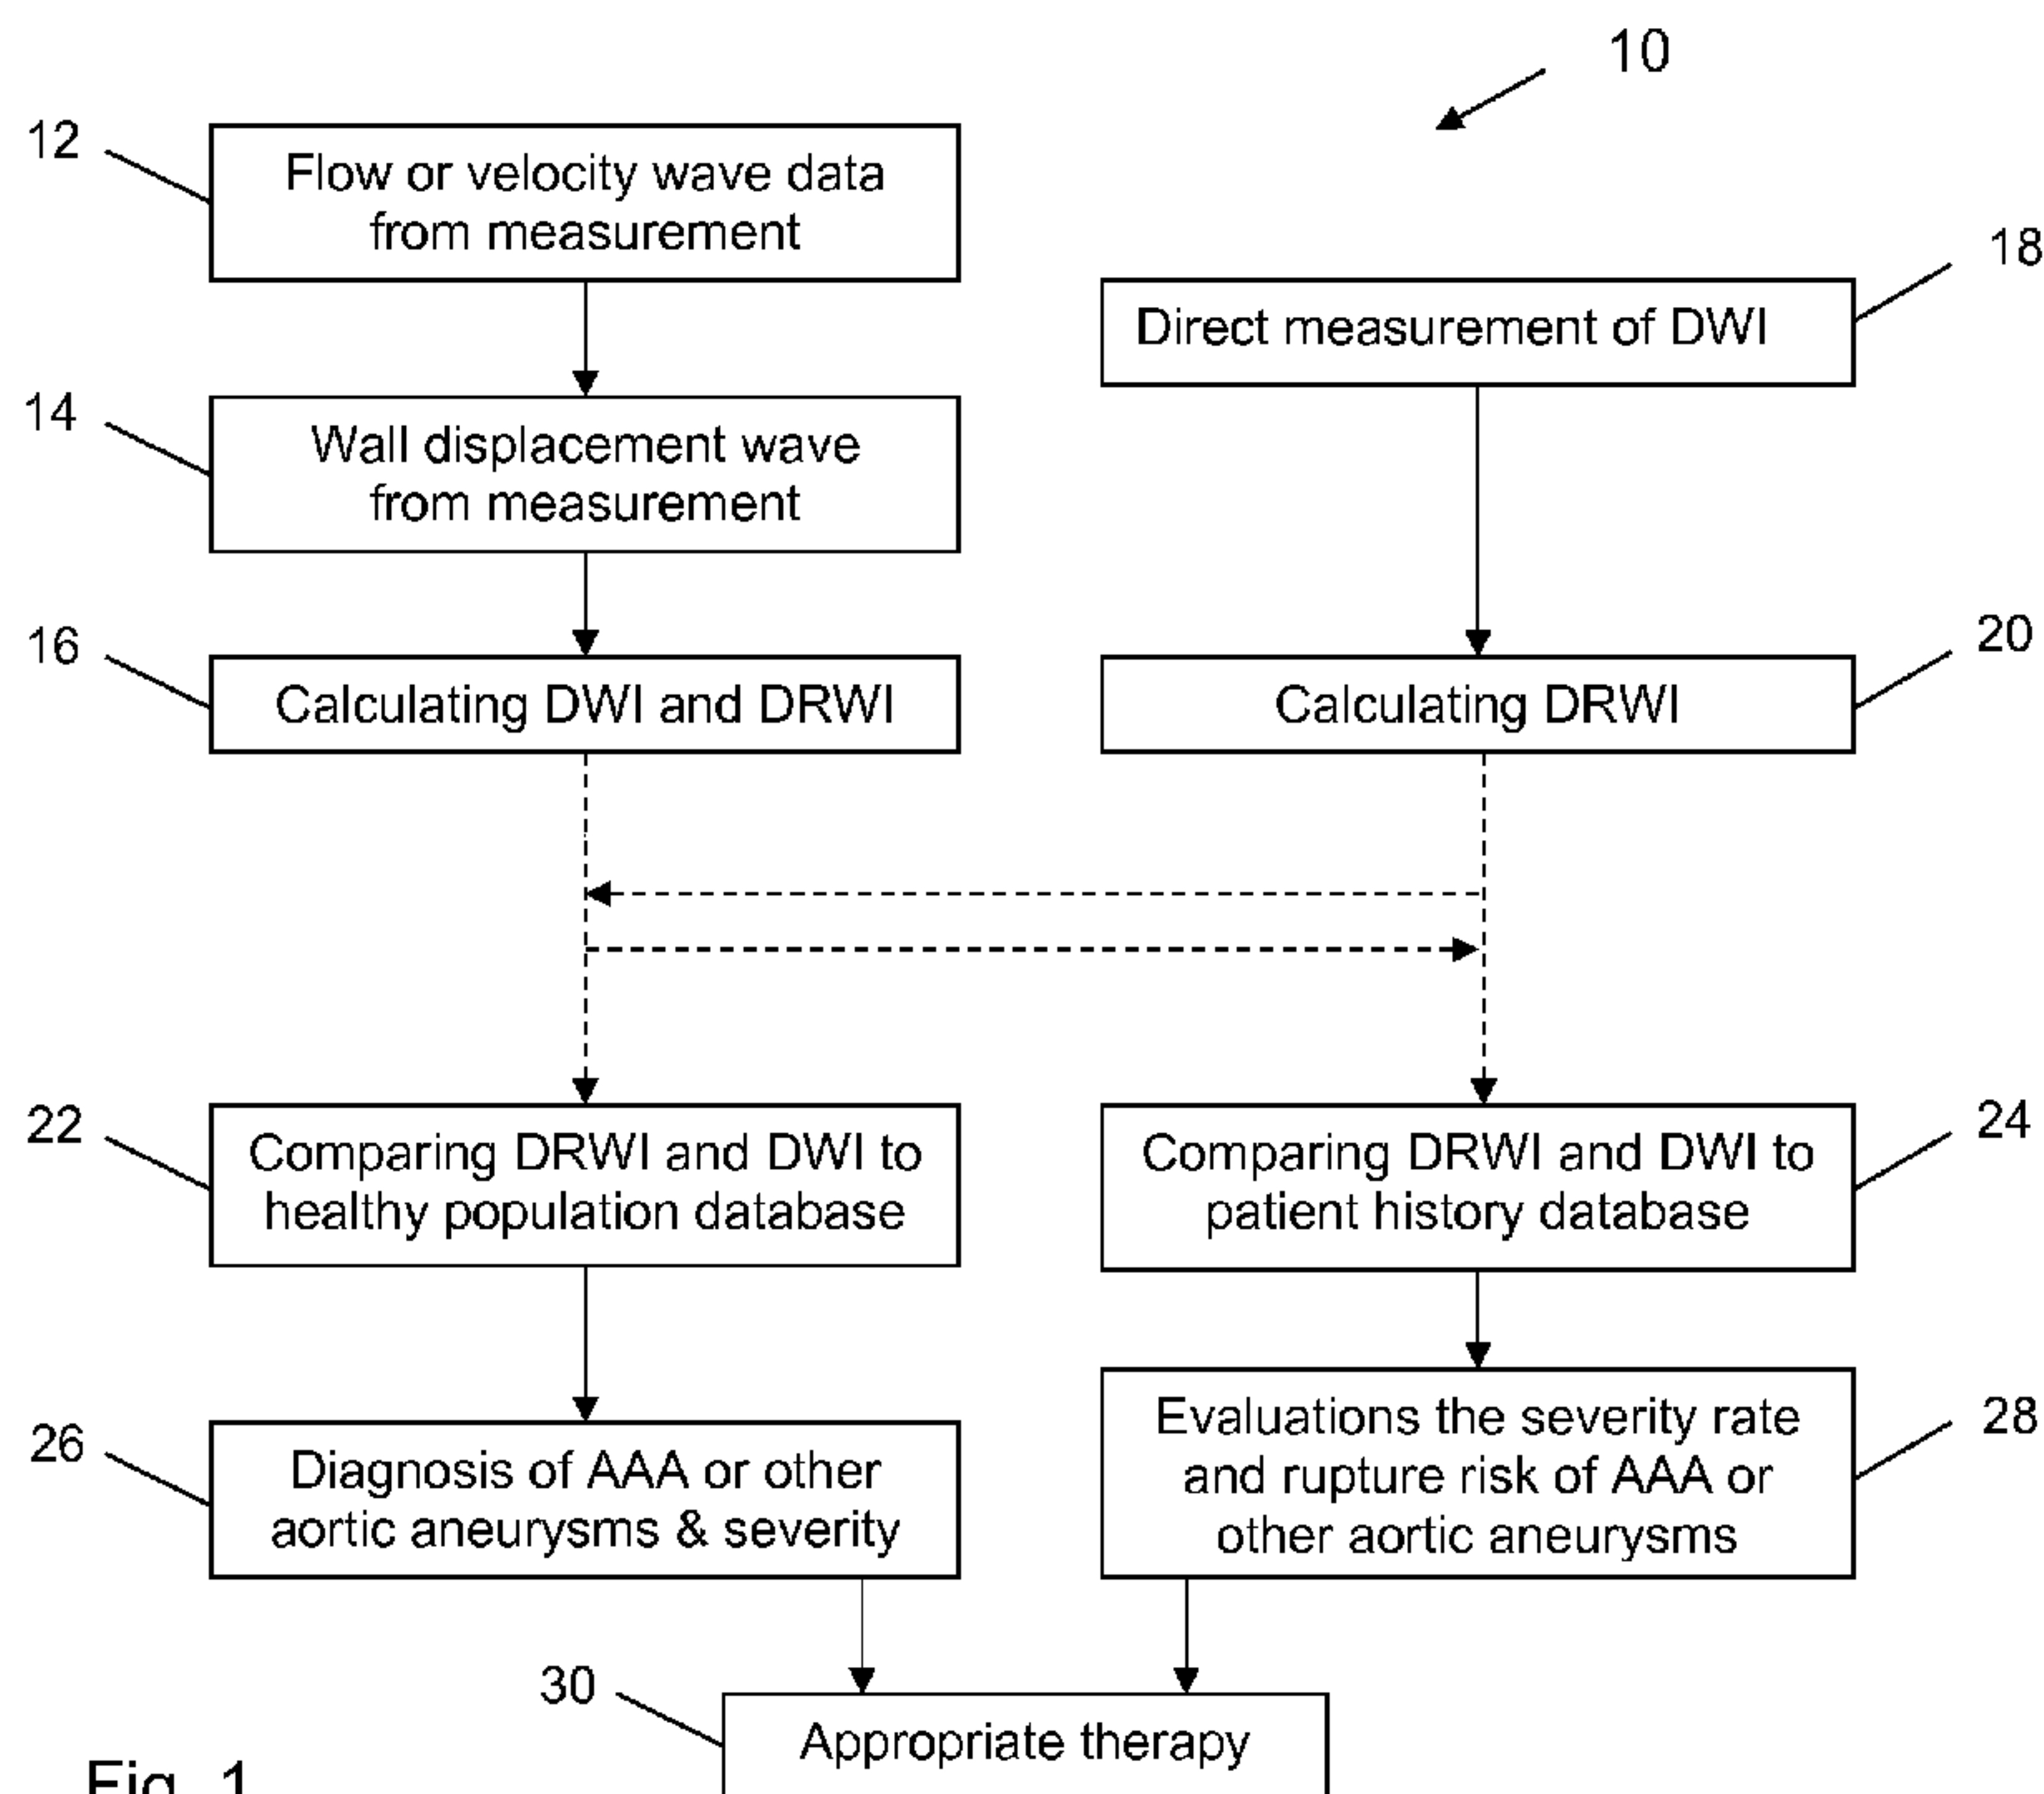 10
12
Flow or velocity wave data
from measurement
18
Direct measurement of DWI
14
Wall displacement wave
from measurement
16
Calculating DWI and DRWI
20
Calculating DRWI
22
Comparing DRWI and DWI to
healthy population database
24
Comparing DRWI and DWI to
patient history database
26
Diagnosis of AAA or other
aortic aneurysms & severity
28
Evaluations the severity rate
and rupture risk of AAA or
other aortic aneurysms
30
Appropriate therapy
Fig. 1